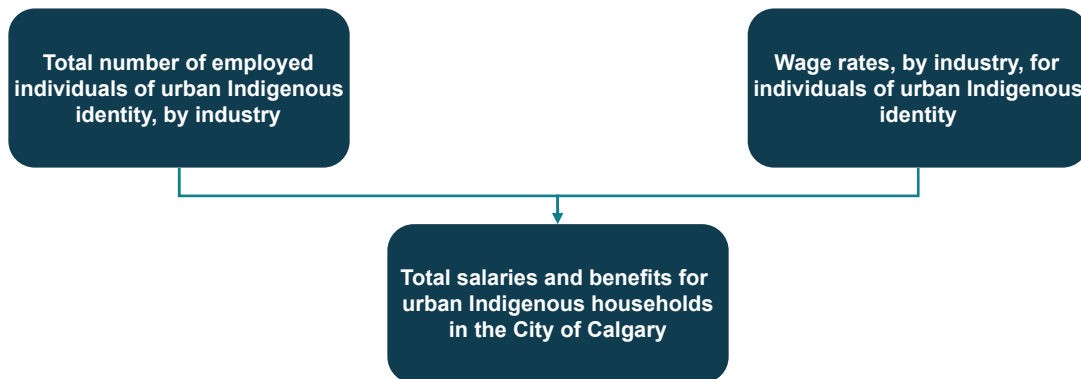 Total number of employed
individuals of urban Indigenous
identity, by industry
Wage rates, by industry, for
individuals of urban Indigenous
identity
Total salaries and benefits for
urban Indigenous households
in the City of Calgary